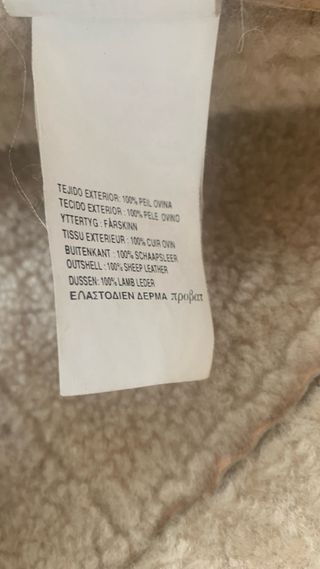 TEJIDO EXTERIOR: 100% PEIL OVINA
TECIDO EXTERIOR : 100% PELE OVINO
YTTERTYG : FÅRSKINN
TISSU EXTERIEUR : 100% CUIR OVIN
BUITENKANT : 100% SCHAAPSLEER
OUTSHELL : 100% SHEEP LEATHER
DUSSEN: 100% LAMB LEDER
ΕΛΑΣΤΟΔΙΕΝ ΔΕΡΜΑ προβατ